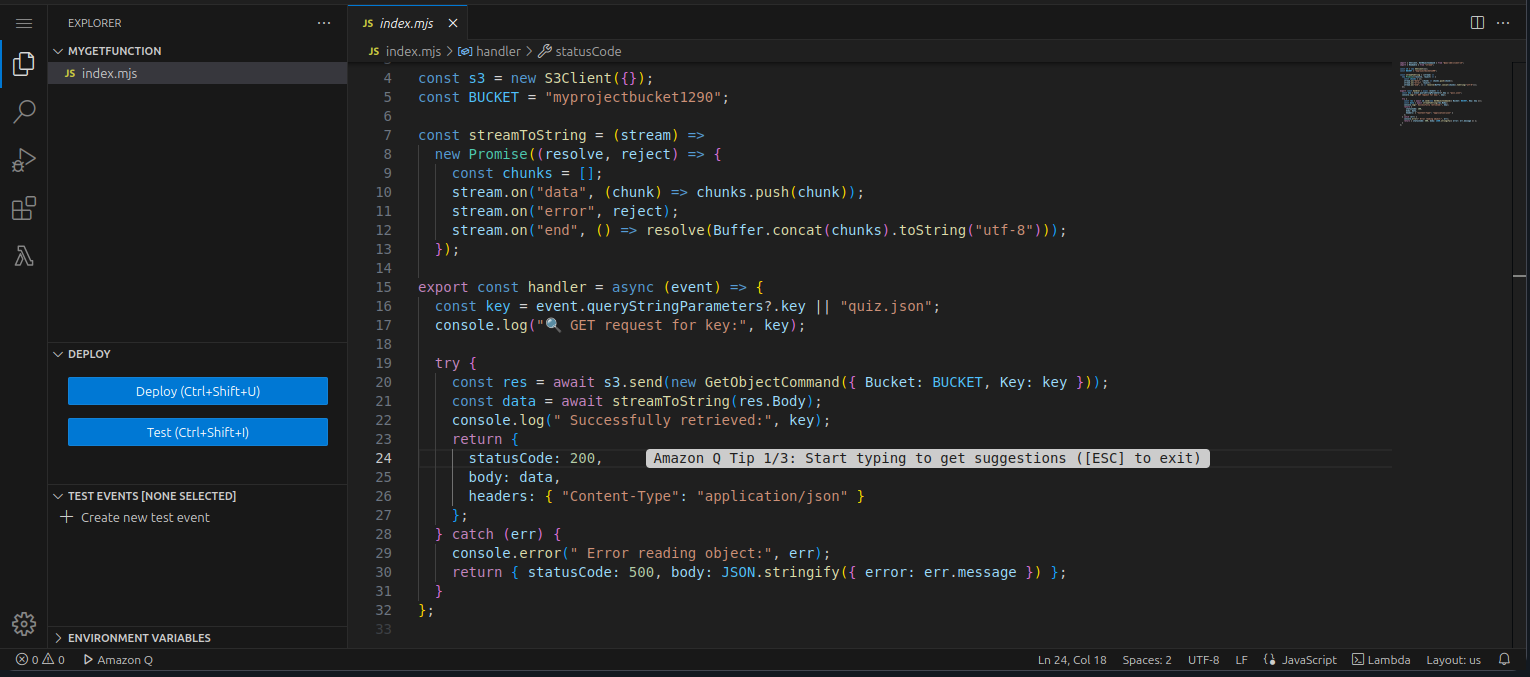 EXPLORER
MYGETFUNCTION
JS index.mjs
DEPLOY
Deploy (Ctrl+Shift+U)
Test (Ctrl+Shift+I)
TEST EVENTS [NONE SELECTED]
Create new test event
ENVIRONMENT VARIABLES
JS index.mjs
JS index.mjs > handler > statusCode
4 const s3 = new S3Client({});
5 const BUCKET = "myprojectbucket1290";
6
7 const streamToString = (stream) =>
8   new Promise((resolve, reject) => {
9     const chunks = [];
10     stream.on("data", (chunk) => chunks.push(chunk));
11     stream.on("error", reject);
12     stream.on("end", () => resolve(Buffer.concat(chunks).toString("utf-8")));
13   });
14
15 export const handler = async (event) => {
16   const key = event.queryStringParameters?.key || "quiz.json";
17   console.log("🔍 GET request for key:", key);
18
19   try {
20     const res = await s3.send(new GetObjectCommand({ Bucket: BUCKET, Key: key }));
21     const data = await streamToString(res.Body);
22     console.log(" Successfully retrieved:", key);
23     return {
24       statusCode: 200, Amazon Q Tip 1/3: Start typing to get suggestions ([ESC] to exit)
25       body: data,
26       headers: { "Content-Type": "application/json" }
27     };
28   } catch (err) {
29     console.error(" Error reading object:", err);
30     return { statusCode: 500, body: JSON.stringify({ error: err.message }) };
31   }
32 };
33
0 0 Amazon Q
Ln 24, Col 18 Spaces: 2 UTF-8 LF JavaScript Lambda Layout: us